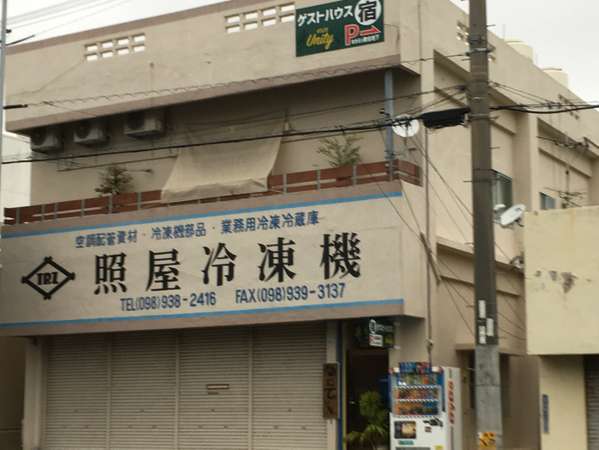 ゲストハウス宿
Unity
P
空調配管資材・冷凍機部品・業務用冷凍冷蔵庫
TRI
照屋冷凍機
TEL(098)938-2416 FAX(098)939-3137